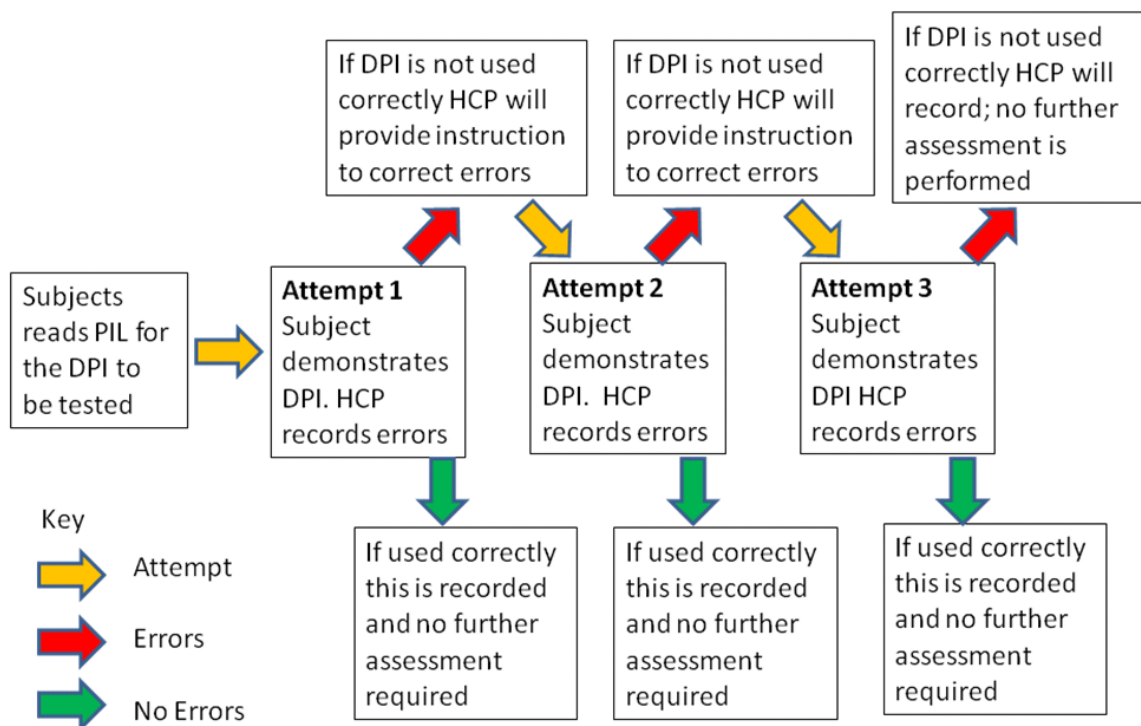 If DPI is not used
correctly HCP will
provide instruction
to correct errors
If DPI is not used
correctly HCP will
provide instruction
to correct errors
If DPI is not used
correctly HCP will
record; no further
assessment is
performed
Subjects
reads PIL for
the DPI to
be tested
Attempt 1
Subject
demonstrates
DPI. HCP
records errors
Attempt 2
Subject
demonstrates
DPI.  HCP
records errors
Attempt 3
Subject
demonstrates
DPI HCP
records errors
Key
Attempt
Errors
No Errors
If used correctly
this is recorded
and no further
assessment
required
If used correctly
this is recorded
and no further
assessment
required
If used correctly
this is recorded
and no further
assessment
required